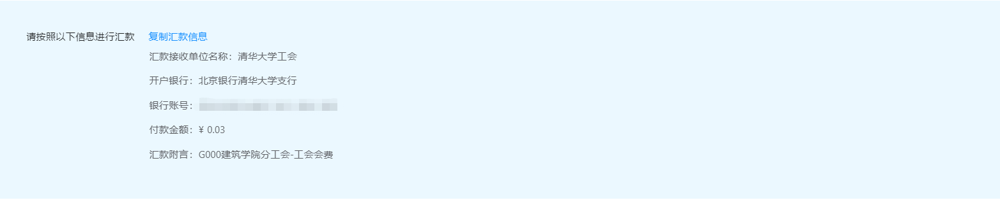 请按照以下信息进行汇款 复制汇款信息
汇款接收单位名称：清华大学工会
开户银行：北京银行清华大学支行
银行账号：
付款金额：¥ 0.03
汇款附言：G000建筑学院分工会-工会会费